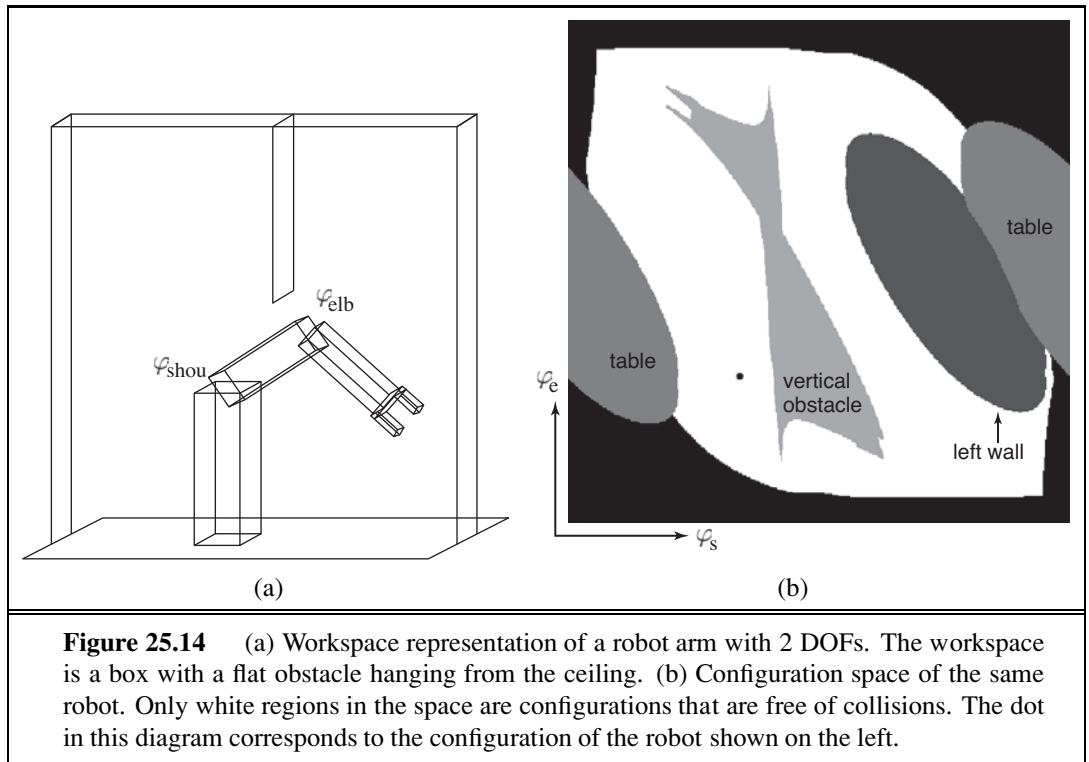 φelb
φshou
(a)
table
table
vertical
obstacle
left wall
φe
φs
(b)
Figure 25.14 (a) Workspace representation of a robot arm with 2 DOFs. The workspace
is a box with a flat obstacle hanging from the ceiling. (b) Configuration space of the same
robot. Only white regions in the space are configurations that are free of collisions. The dot
in this diagram corresponds to the configuration of the robot shown on the left.